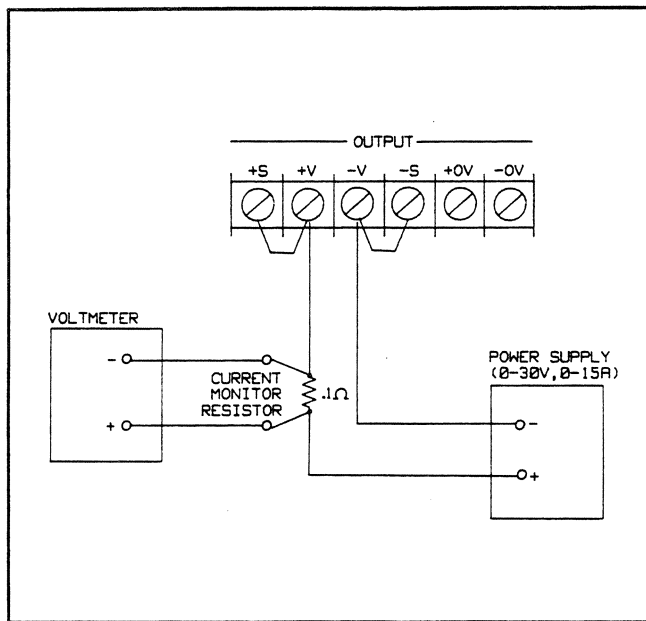 OUTPUT
+S +V -V -S +OV -OV
VOLTMETER
-
+
CURRENT
MONITOR
RESISTOR
.1Ω
POWER SUPPLY
(0-30V,0-15A)
-
+